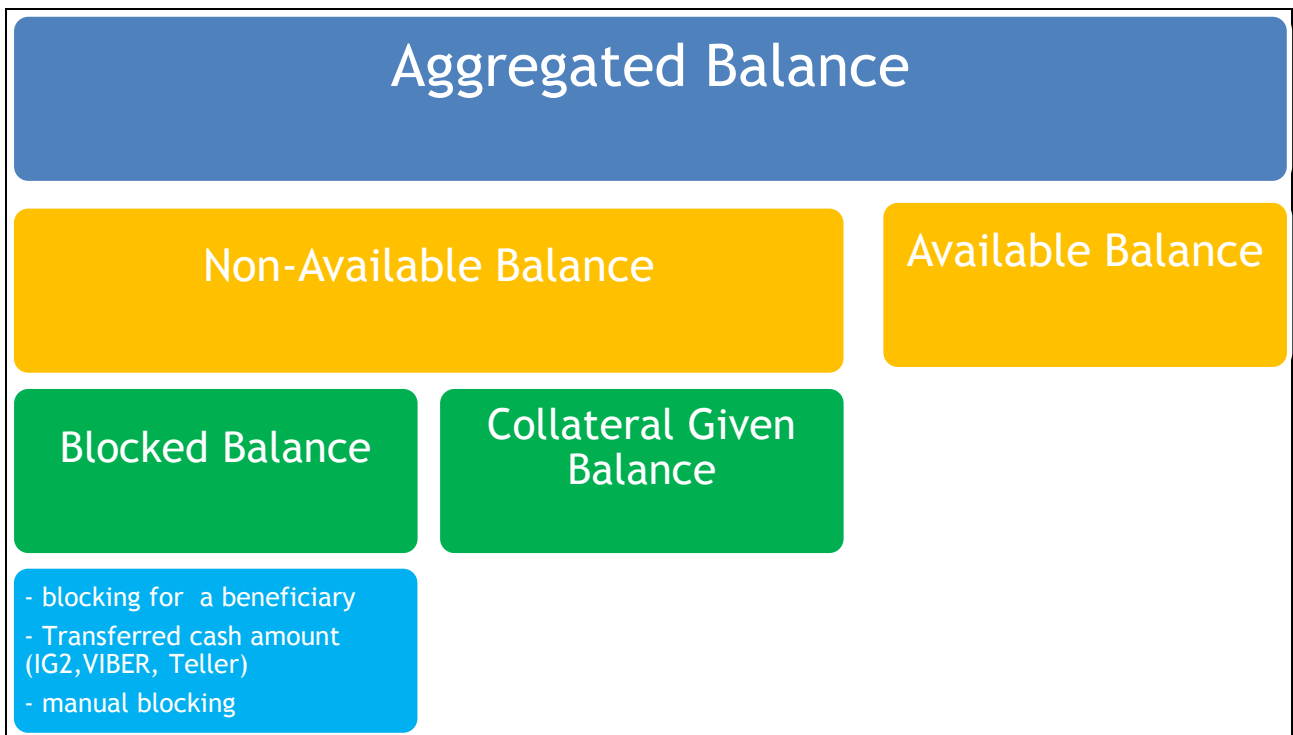 Aggregated Balance
Non-Available Balance
Available Balance
Blocked Balance
Collateral Given
Balance
- blocking for  a beneficiary
- Transferred cash amount
(IG2,VIBER, Teller)
- manual blocking